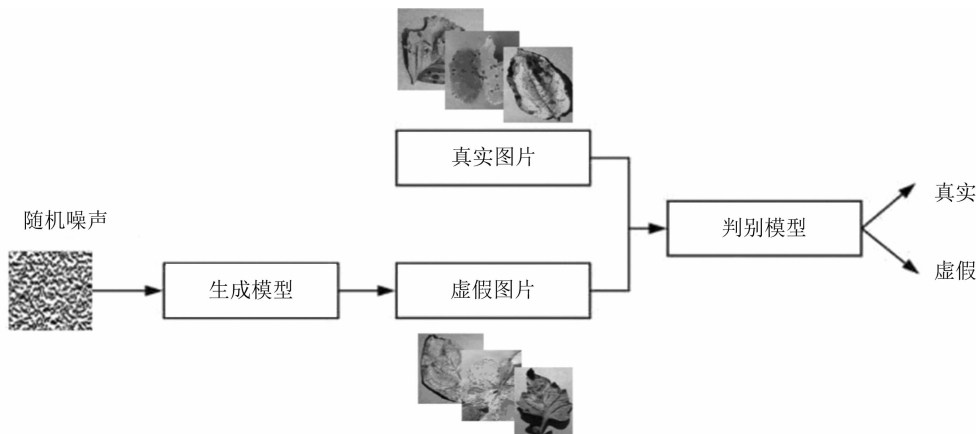 真实图片
真实
随机噪声
判别模型
虚假
生成模型
虚假图片